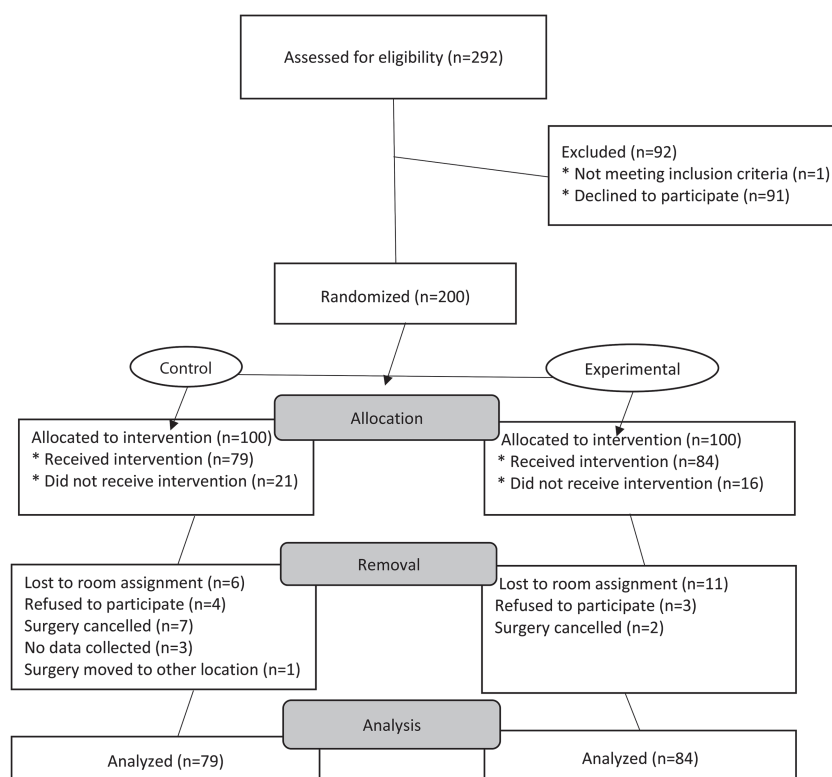 Assessed for eligibility (n=292)
Excluded (n=92)
* Not meeting inclusion criteria (n=1)
* Declined to participate (n=91)
Randomized (n=200)
Control
Experimental
Allocation
Allocated to intervention (n=100)
* Received intervention (n=79)
* Did not receive intervention (n=21)
Allocated to intervention (n=100)
* Received intervention (n=84)
* Did not receive intervention (n=16)
Removal
Lost to room assignment (n=6)
Refused to participate (n=4)
Surgery cancelled (n=7)
No data collected (n=3)
Surgery moved to other location (n=1)
Lost to room assignment (n=11)
Refused to participate (n=3)
Surgery cancelled (n=2)
Analysis
Analyzed (n=79)
Analyzed (n=84)